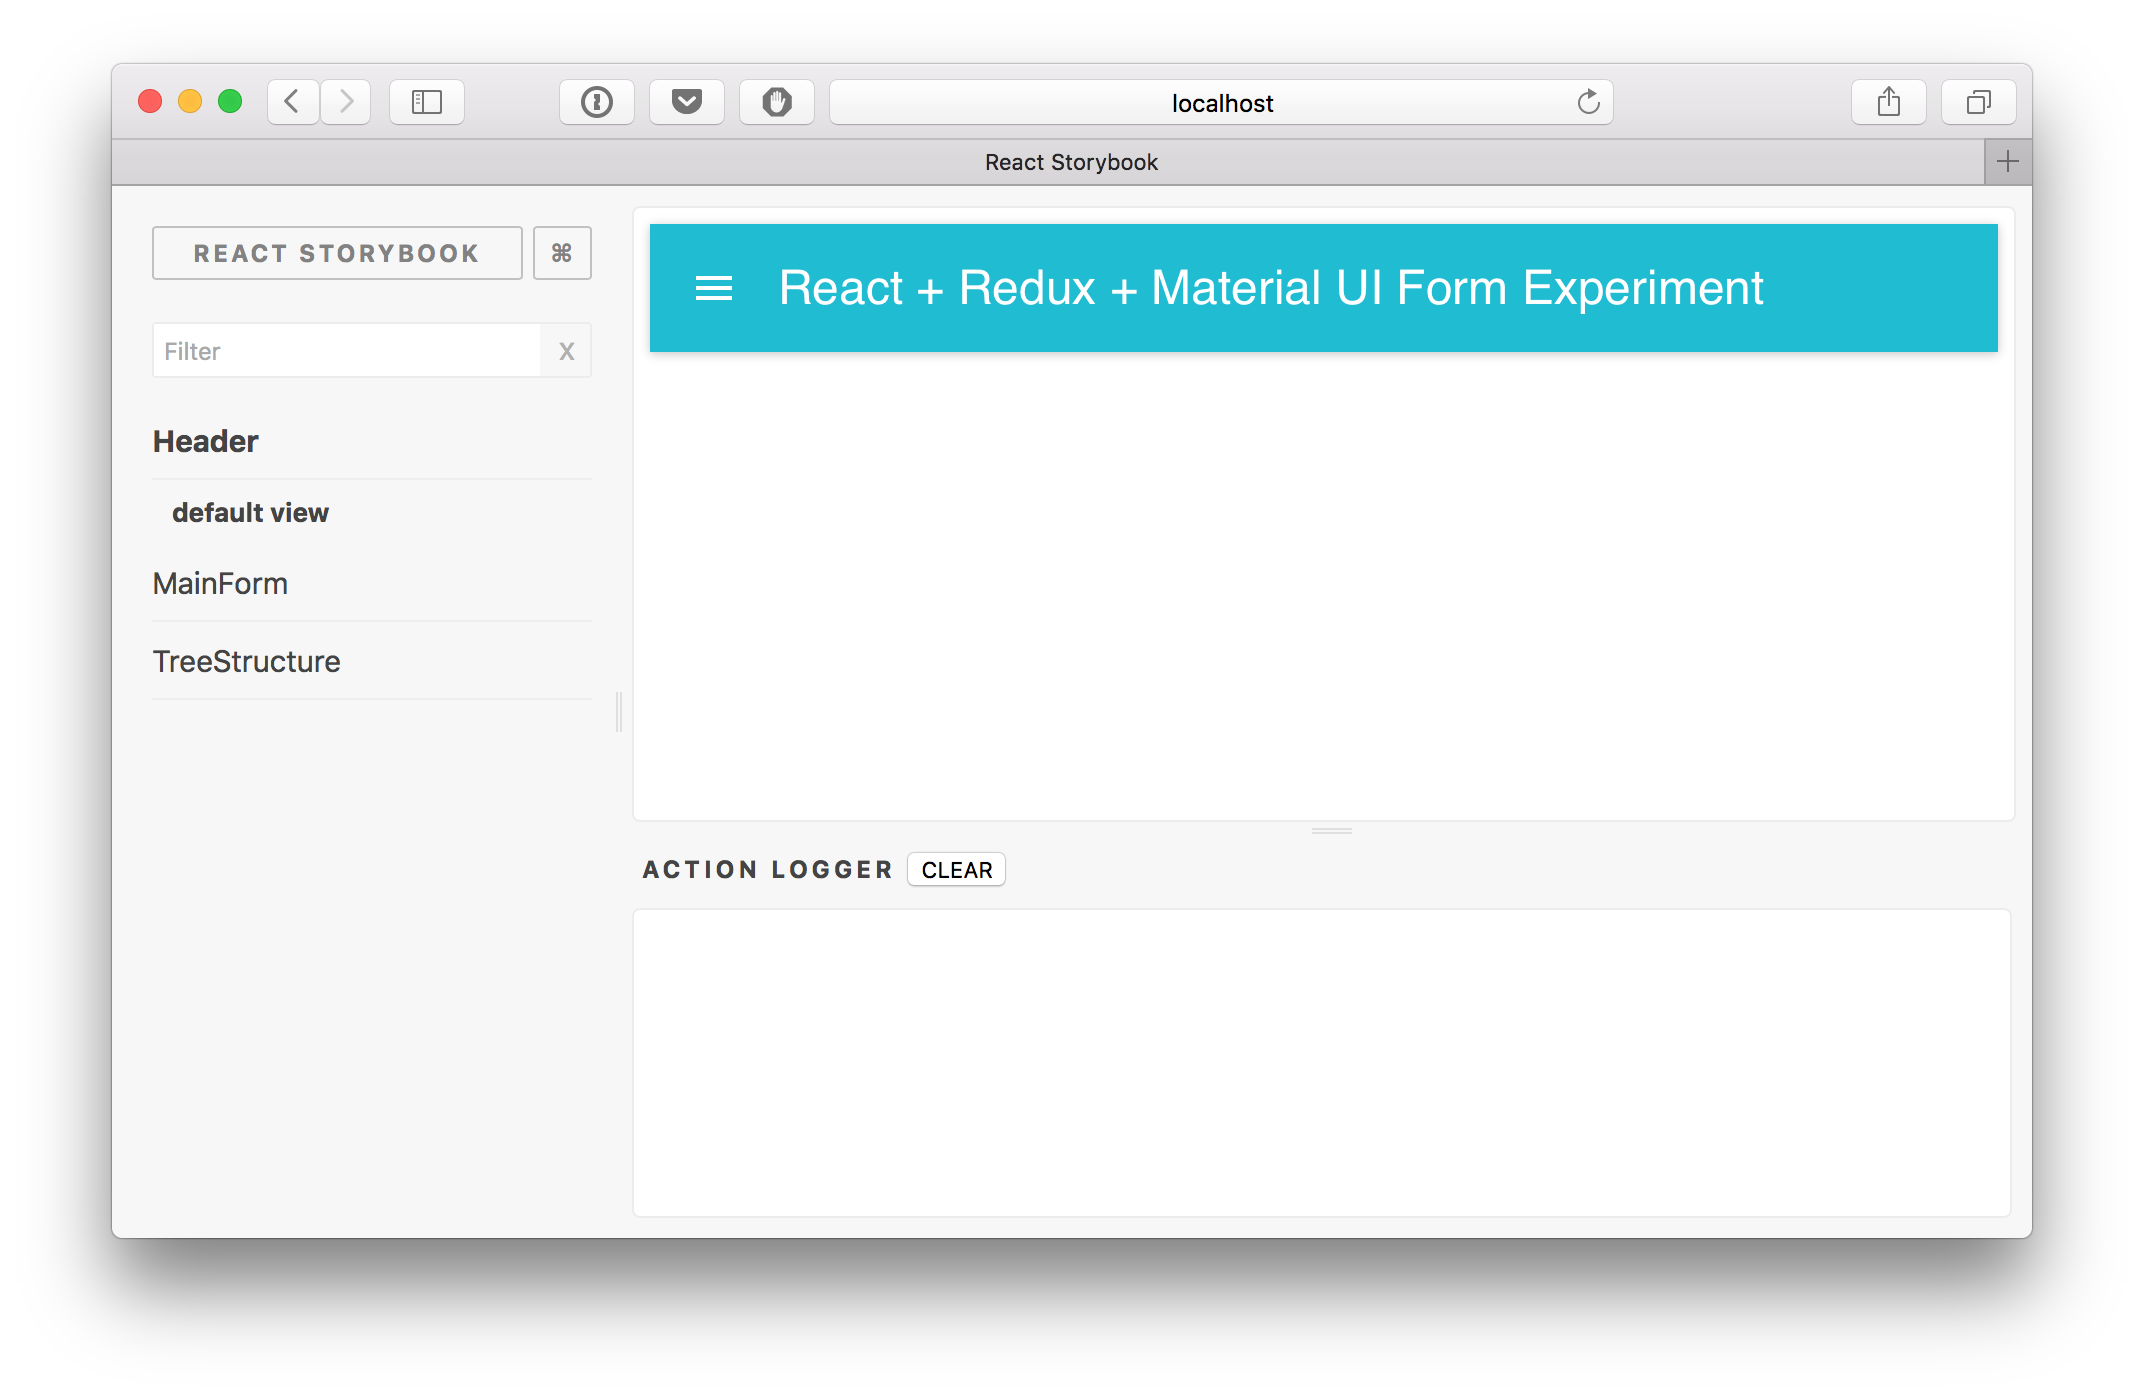 localhost
React Storybook
REACT STORYBOOK ⌘
Filter X
Header
default view
MainForm
TreeStructure
React + Redux + Material UI Form Experiment
ACTION LOGGER CLEAR